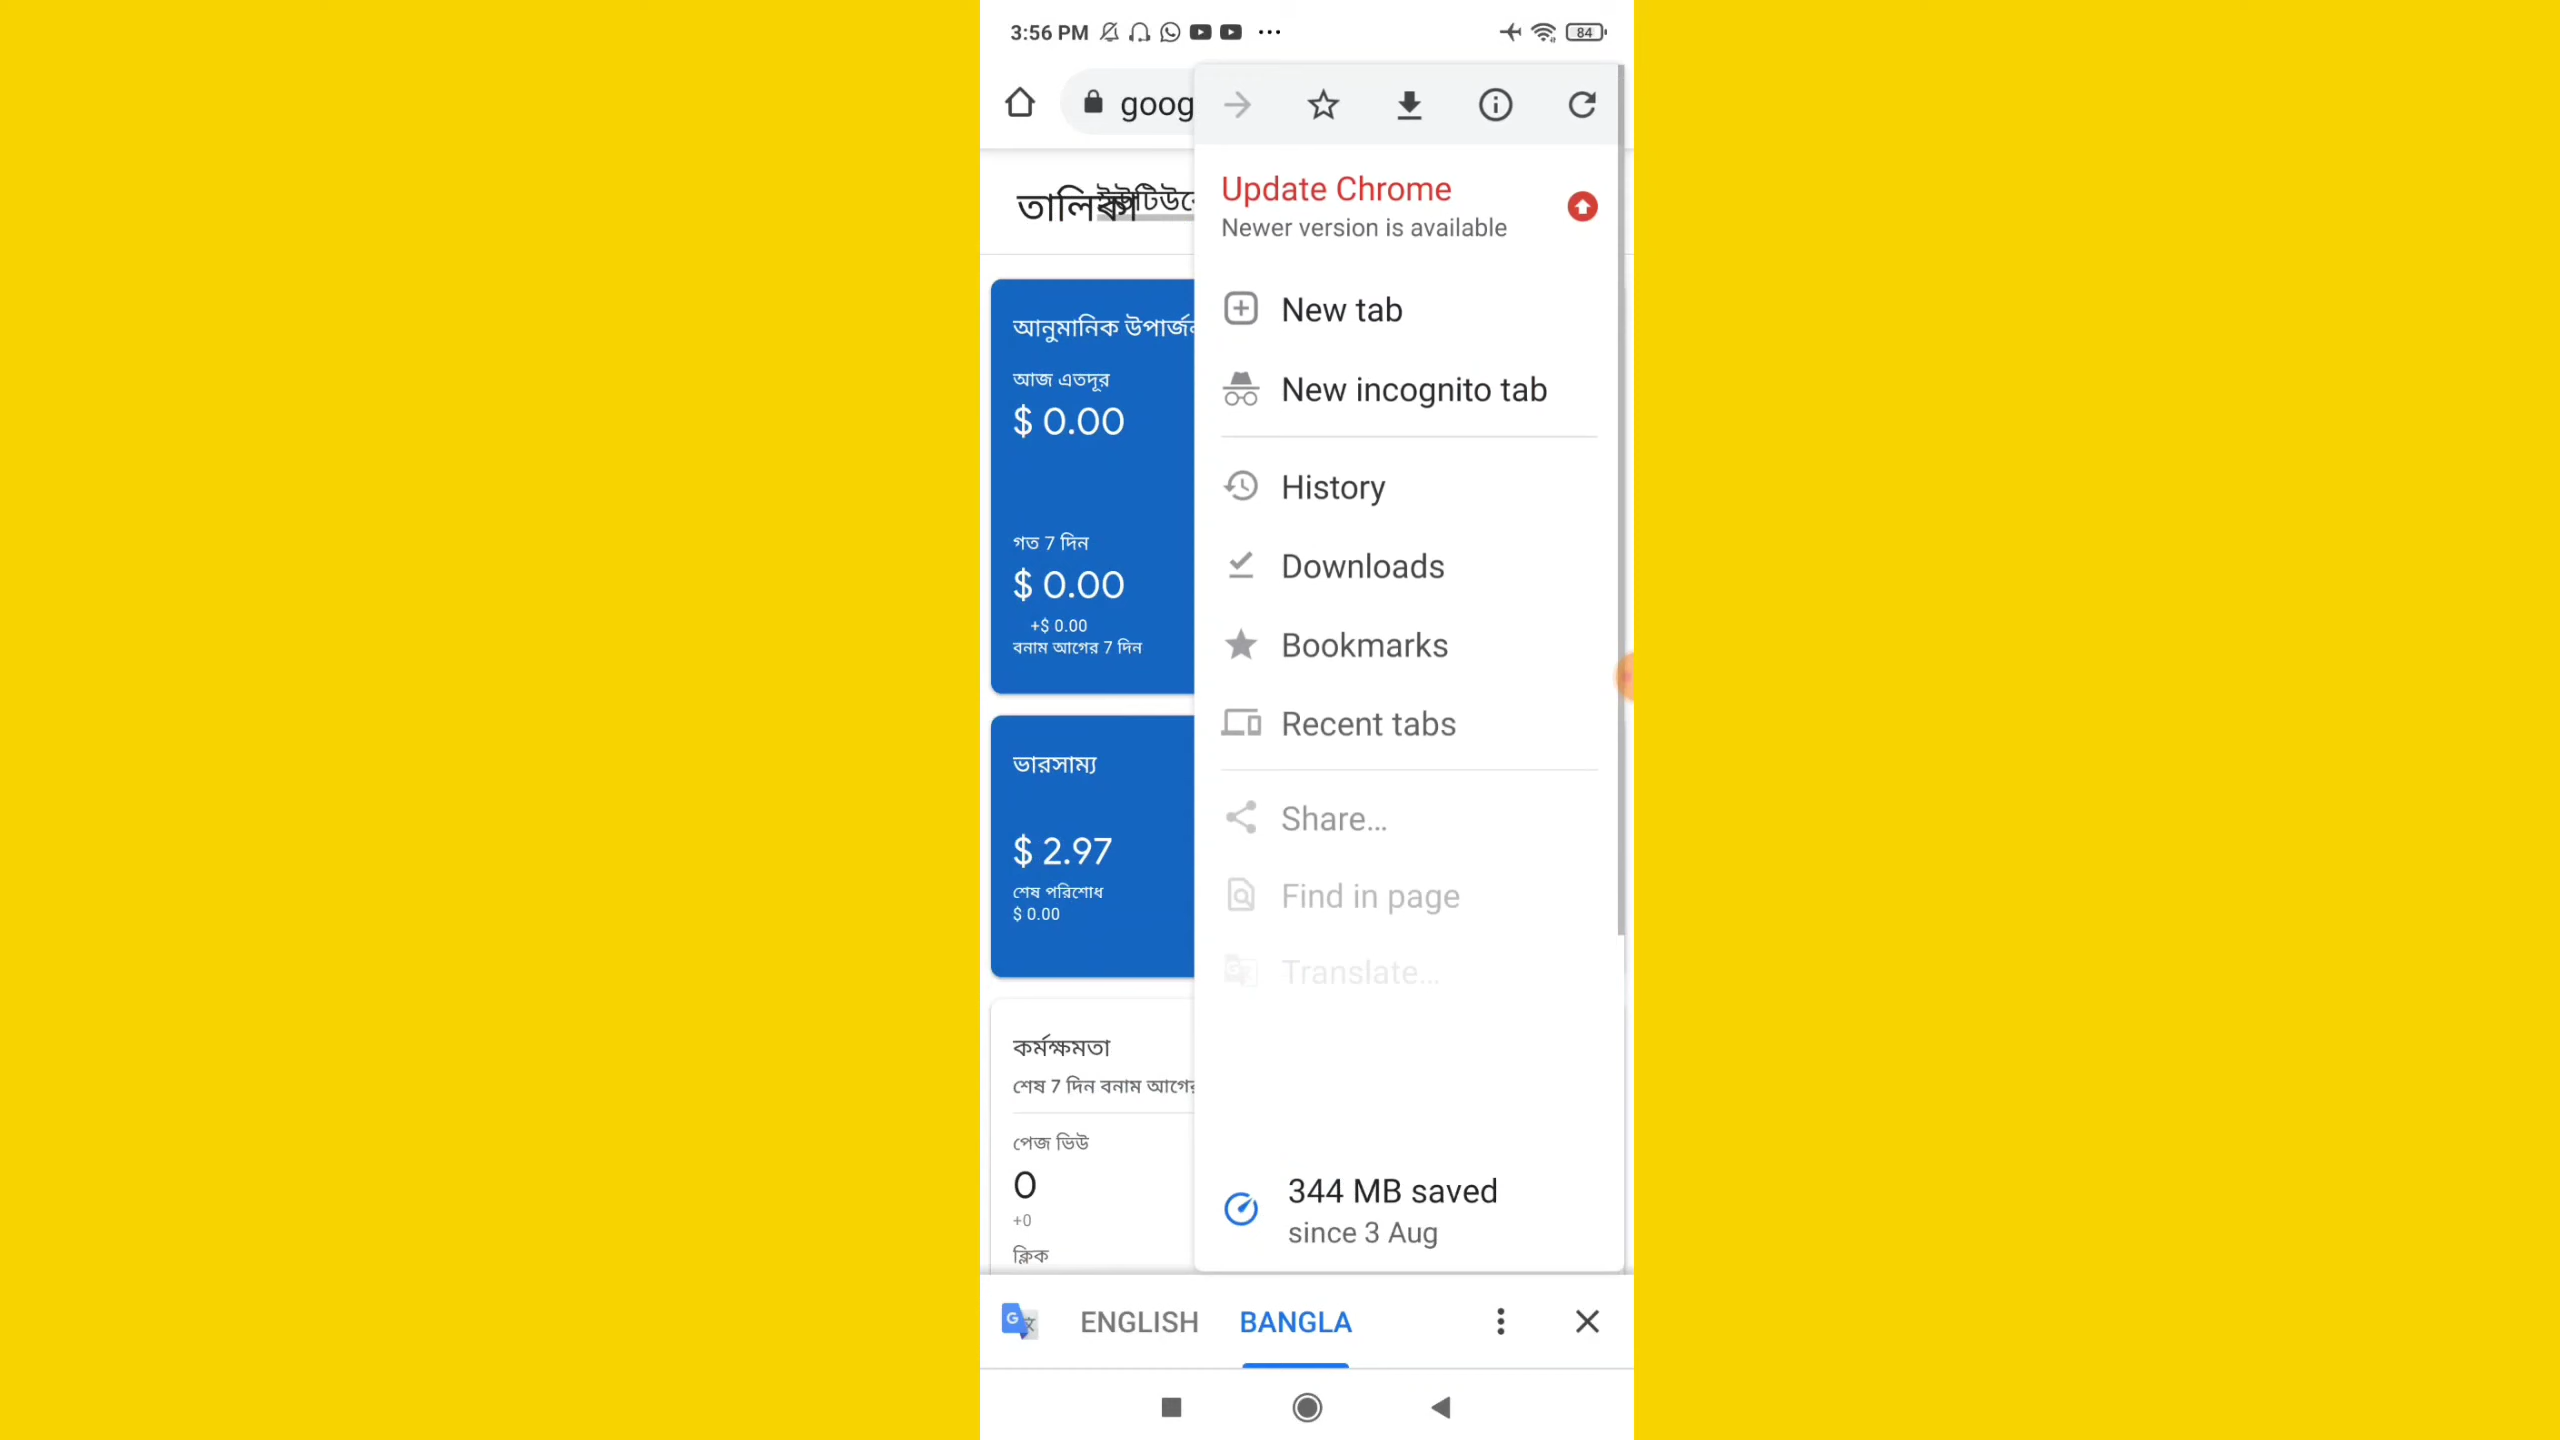 3:56 PM
84
goog
Update Chrome
Newer version is available
New tab
New incognito tab
History
Downloads
Bookmarks
Recent tabs
Share...
Find in page
Translate...
344 MB saved
since 3 Aug
তালিকা
আনুমানিক উপার্জন
আজ এতদূর
$ 0.00
গত 7 দিন
$ 0.00
+$ 0.00
বনাম আগের 7 দিন
ভারসাম্য
$ 2.97
শেষ পরিশোধ
$ 0.00
কর্মক্ষমতা
শেষ 7 দিন বনাম আগের
পেজ ভিউ
0
+0
ক্লিক
ENGLISH
BANGLA